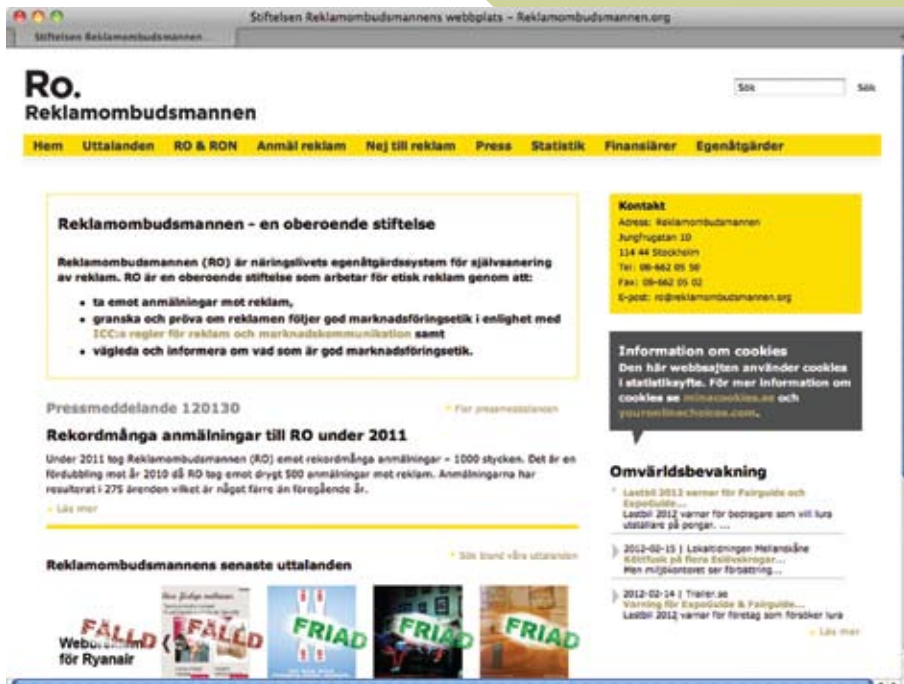 Stiftelsen Reklamombudsmannens webbplats – Reklamombudsmannen.org
Stiftelsen Reklamombudsmannen...
Ro.
Reklamombudsmannen
Sök
Sök
Hem Uttalanden RO & RON Anmäl reklam Nej till reklam Press Statistik Finansiärer Egenåtgärder
Reklamombudsmannen – en oberoende stiftelse
Reklamombudsmannen (RO) är näringslivets egenåtgärdssystem för självsanering
av reklam. RO är en oberoende stiftelse som arbetar för etisk reklam genom att:
• ta emot anmälningar mot reklam,
• granska och pröva om reklamen följer god marknadsföringsetik i enlighet med
ICC:s regler för reklam och marknadskommunikation samt
• vägleda och informera om vad som är god marknadsföringsetik.
Pressmeddelande 120130
Fler pressmeddelanden
Rekordmånga anmälningar till RO under 2011
Under 2011 tog Reklamombudsmannen (RO) emot rekordmånga anmälningar – 1000 stycken. Det är en
fördubbling mot år 2010 då RO tog emot drygt 500 anmälningar mot reklam. Anmälningarna har
resulterat i 275 ärenden vilket är något färre än föregående år.
Läs mer
Reklamombudsmannens senaste uttalanden
Sök bland våra uttalanden
FÄLLD
för Ryanair
FÄLLD
FRIAD
FRIAD
FRIAD
Kontakt
Adress: Reklamombudsmannen
Jungfrugatan 10
114 44 Stockholm
Tel: 08-662 05 50
Fax: 08-662 05 02
E-post: ro@reklamombudsmannen.org
Information om cookies
Den här webbsajten använder cookies
i statistiksyfte. För mer information om
cookies se minacookies.se och
youronlinechoices.com.
Omvärldsbevakning
Lastbil 2012 varnar för Fairguide och
ExpoGuide...
Lastbil 2012 varnar för bedragare som vill lura
utställare på pengar. ...
2012-02-15 | Lokaltidningen Mellanskåne
Köttfusk på flera Eslövskrogar...
Men miljökontoret ser förbättring...
2012-02-14 | Trailer.se
Varning för ExpoGuide & Fairguide...
Lastbil 2012 varnar för företag som försöker lura
Läs mer